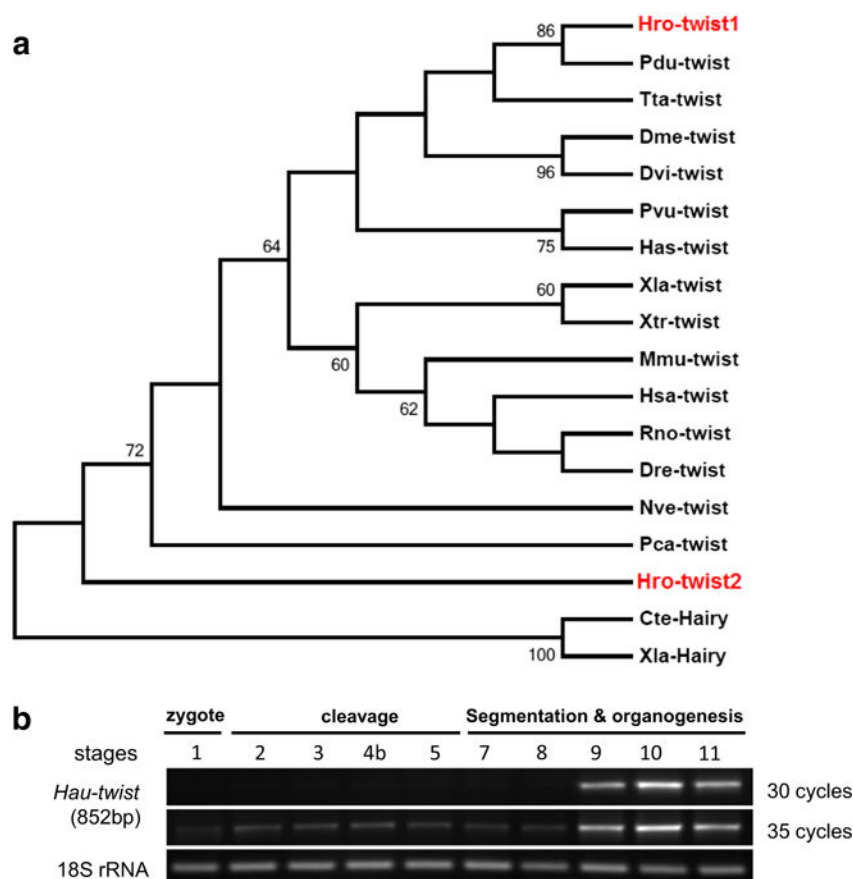 a
86
Hro-twist1
Pdu-twist
Tta-twist
Dme-twist
96
Dvi-twist
Pvu-twist
75
Has-twist
64
60
Xla-twist
Xtr-twist
60
Mmu-twist
62
Hsa-twist
Rno-twist
Dre-twist
72
Nve-twist
Pca-twist
Hro-twist2
Cte-Hairy
100
Xla-Hairy
b
zygote cleavage Segmentation & organogenesis
stages 1 2 3 4b 5 7 8 9 10 11
Hau-twist 30 cycles
(852bp) 35 cycles
18S rRNA